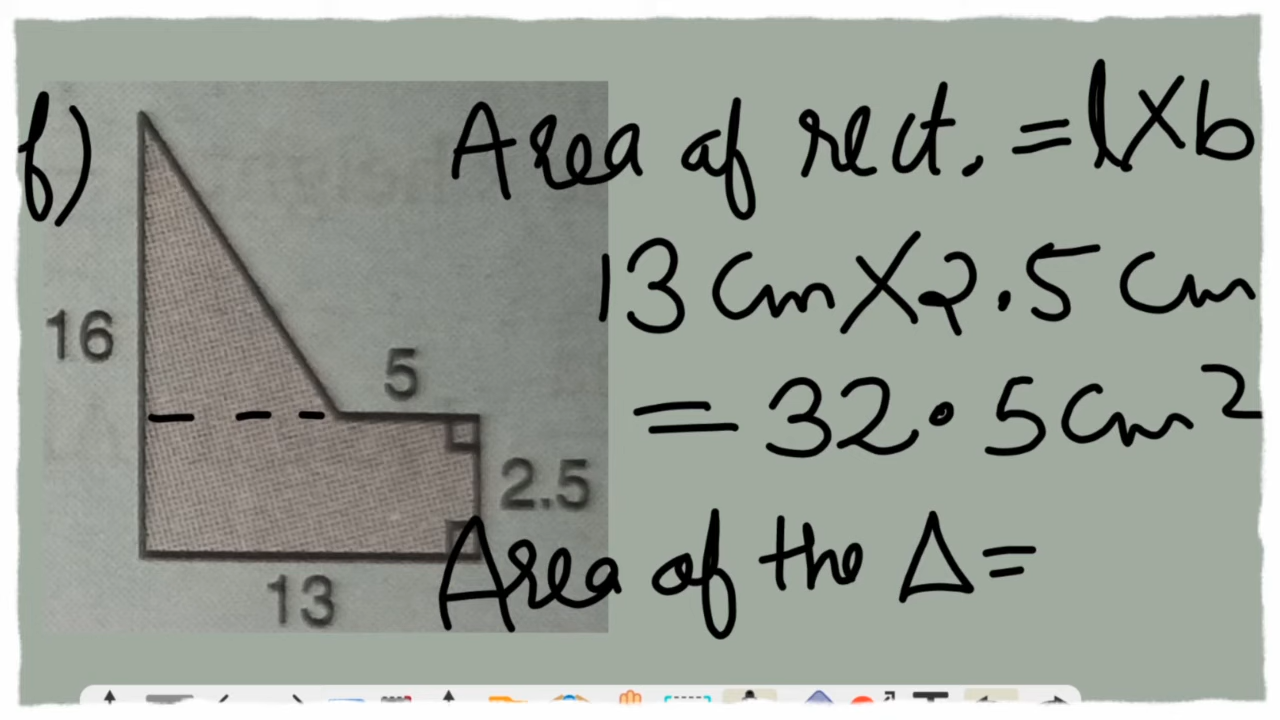 f)
Area of rect. = l×b
13 cm × 2.5 cm
= 32.5 cm²
Area of the Δ=
16
5
2.5
13